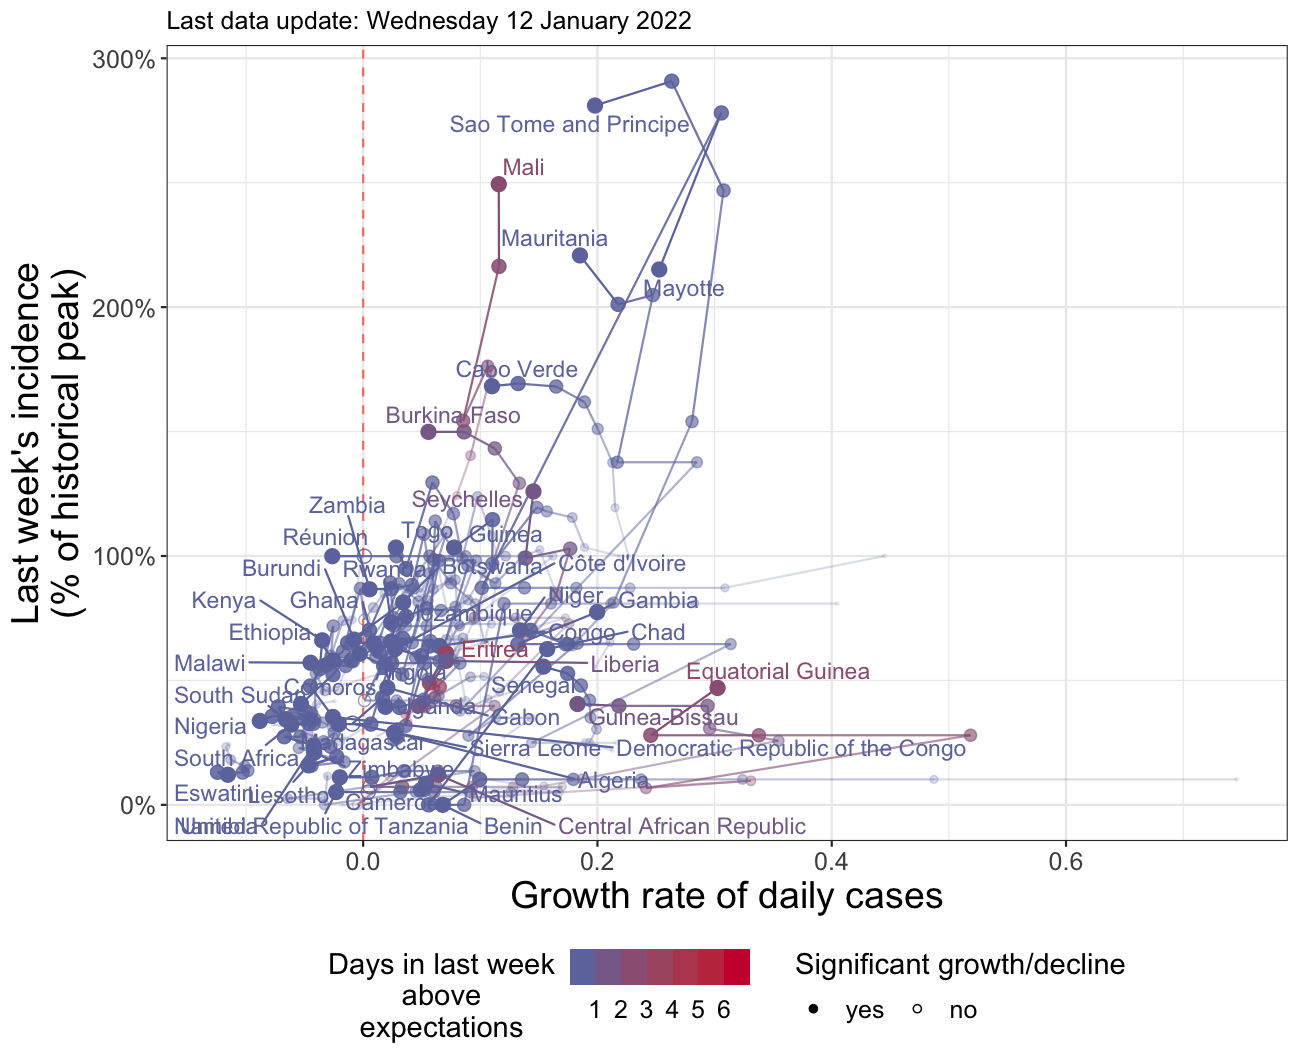 Last data update: Wednesday 12 January 2022
300%
200%
100%
0%
Last week's incidence
(% of historical peak)
Sao Tome and Principe
Mali
Mauritania
Mayotte
Cabo Verde
Burkina Faso
Seychelles
Zambia
Togo
Guinea
Réunion
Burundi
Rwanda
Botswana
Côte d'Ivoire
Kenya
Ghana
Niger
Gambia
Mozambique
Ethiopia
Congo
Chad
Eritrea
Malawi
Liberia
Angola
Equatorial Guinea
Comoros
Senegal
South Sudan
Uganda
Gabon
Guinea-Bissau
Nigeria
Madagascar
Sierra Leone
Democratic Republic of the Congo
South Africa
Zimbabwe
Algeria
Eswatini
Lesotho
Cameroon
Mauritius
Namibia
United Republic of Tanzania
Benin
Central African Republic
0.0
0.2
0.4
0.6
Growth rate of daily cases
Days in last week
above
expectations
1 2 3 4 5 6
Significant growth/decline
yes
no